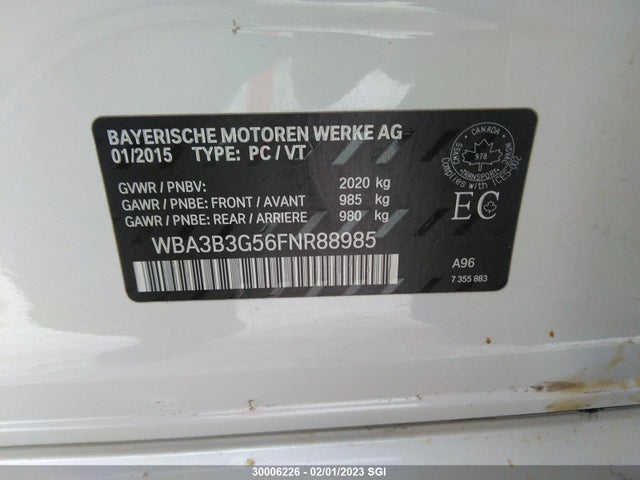 BAYERISCHE MOTOREN WERKE AG
01/2015 TYPE: PC / VT
GVWR / PNBV: 2020 kg
GAWR / PNBE: FRONT / AVANT 985 kg
GAWR / PNBE: REAR / ARRIERE 980 kg
WBA3B3G56FNR88985
CANADA
978
TRANSPORT
EC
A96
7 355 883
30006226 - 02/01/2023 SGI